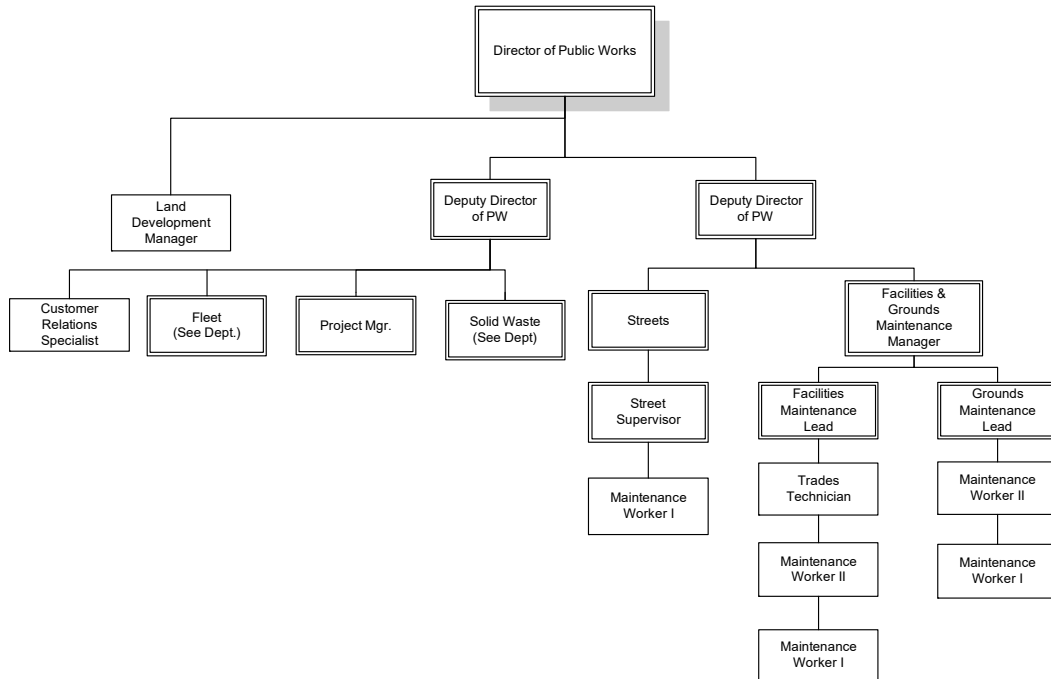 Director of Public Works
Land
Development
Manager
Deputy Director
of PW
Deputy Director
of PW
Customer
Relations
Specialist
Fleet
(See Dept.)
Project Mgr.
Solid Waste
(See Dept)
Streets
Facilities &
Grounds
Maintenance
Manager
Street
Supervisor
Facilities
Maintenance
Lead
Grounds
Maintenance
Lead
Maintenance
Worker I
Trades
Technician
Maintenance
Worker II
Maintenance
Worker II
Maintenance
Worker I
Maintenance
Worker I